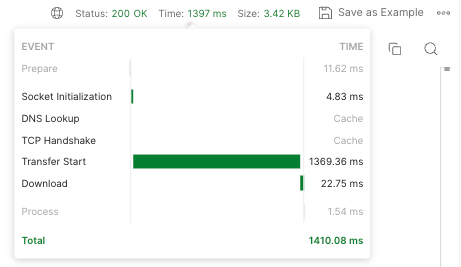 Status: 200 OK Time: 1397 ms Size: 3.42 KB Save as Example
EVENT TIME
Prepare 11.62 ms
Socket Initialization 4.83 ms
DNS Lookup Cache
TCP Handshake Cache
Transfer Start 1369.36 ms
Download 22.75 ms
Process 1.54 ms
Total 1410.08 ms